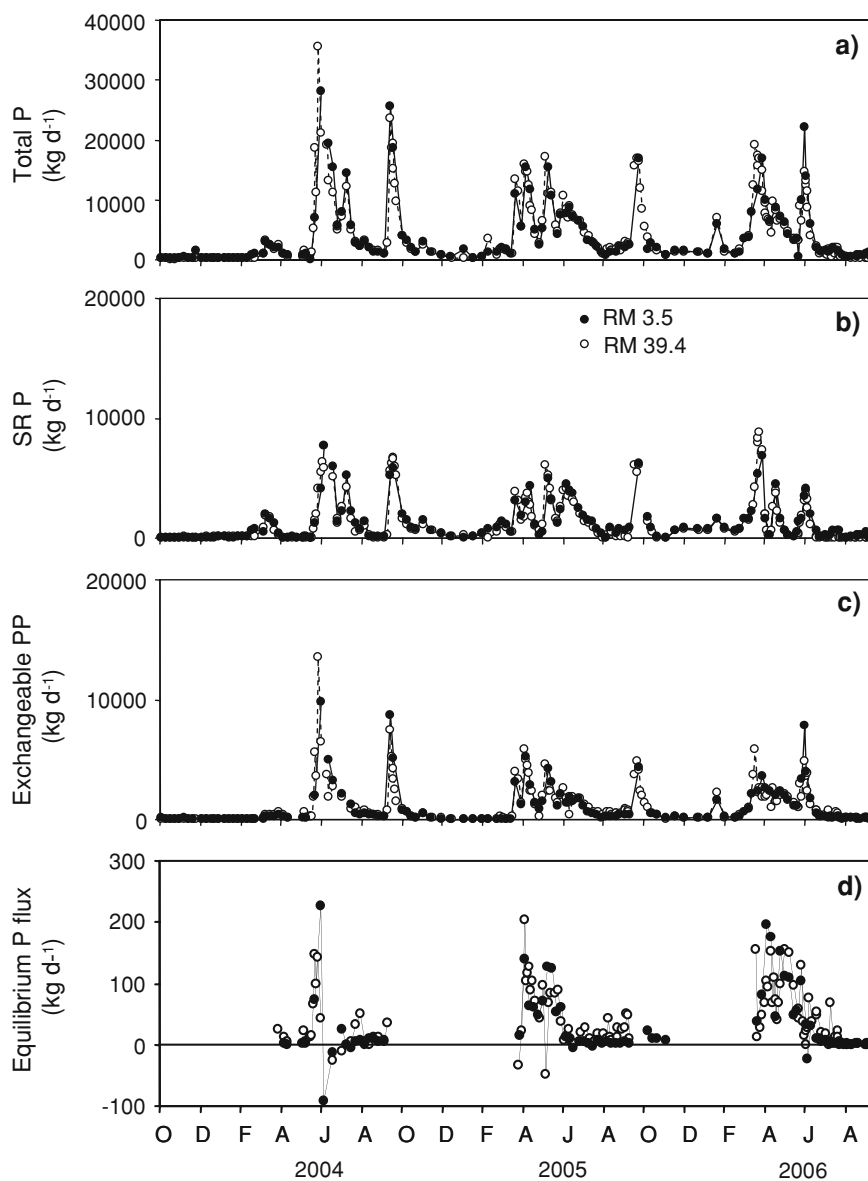 40000
30000
20000
10000
0
Total P
(kg d-1)
a)
20000
10000
0
SR P
(kg d-1)
b)
RM 3.5
RM 39.4
20000
10000
0
Exchangeable PP
(kg d-1)
c)
300
200
100
0
-100
Equilibrium P flux
(kg d-1)
d)
O D F A J A O D F A J A O D F A J A
2004 2005 2006